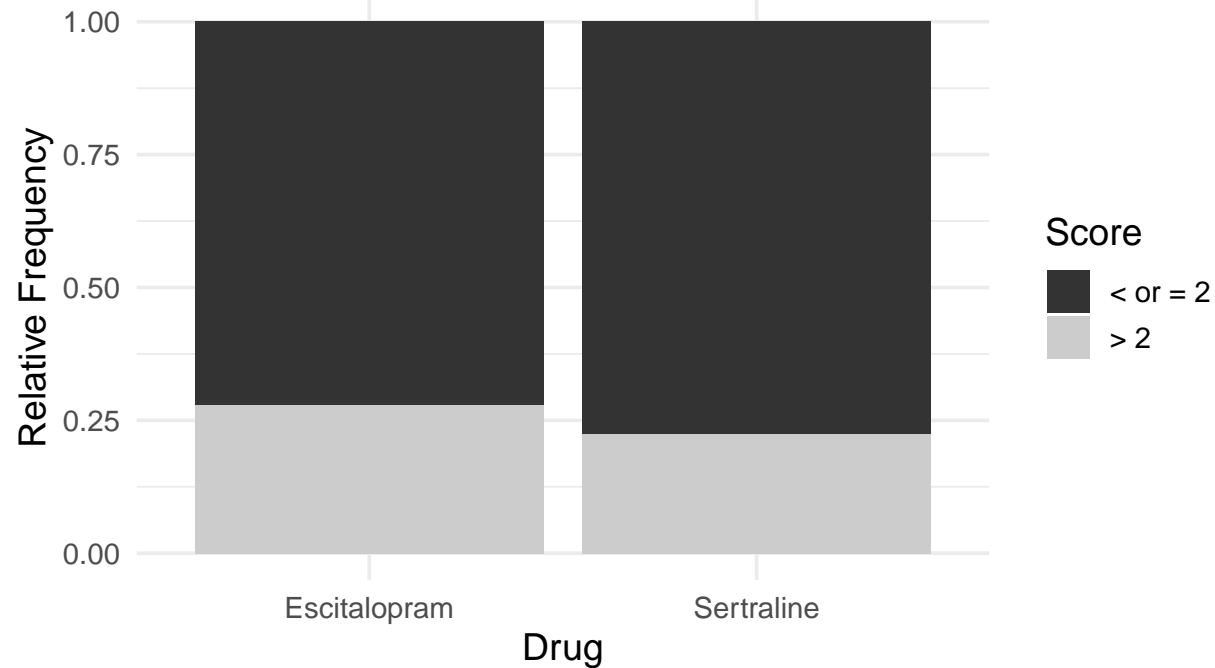 Relative Frequency
1.00
0.75
0.50
0.25
0.00
Escitalopram
Sertraline
Drug
Score
< or = 2
> 2